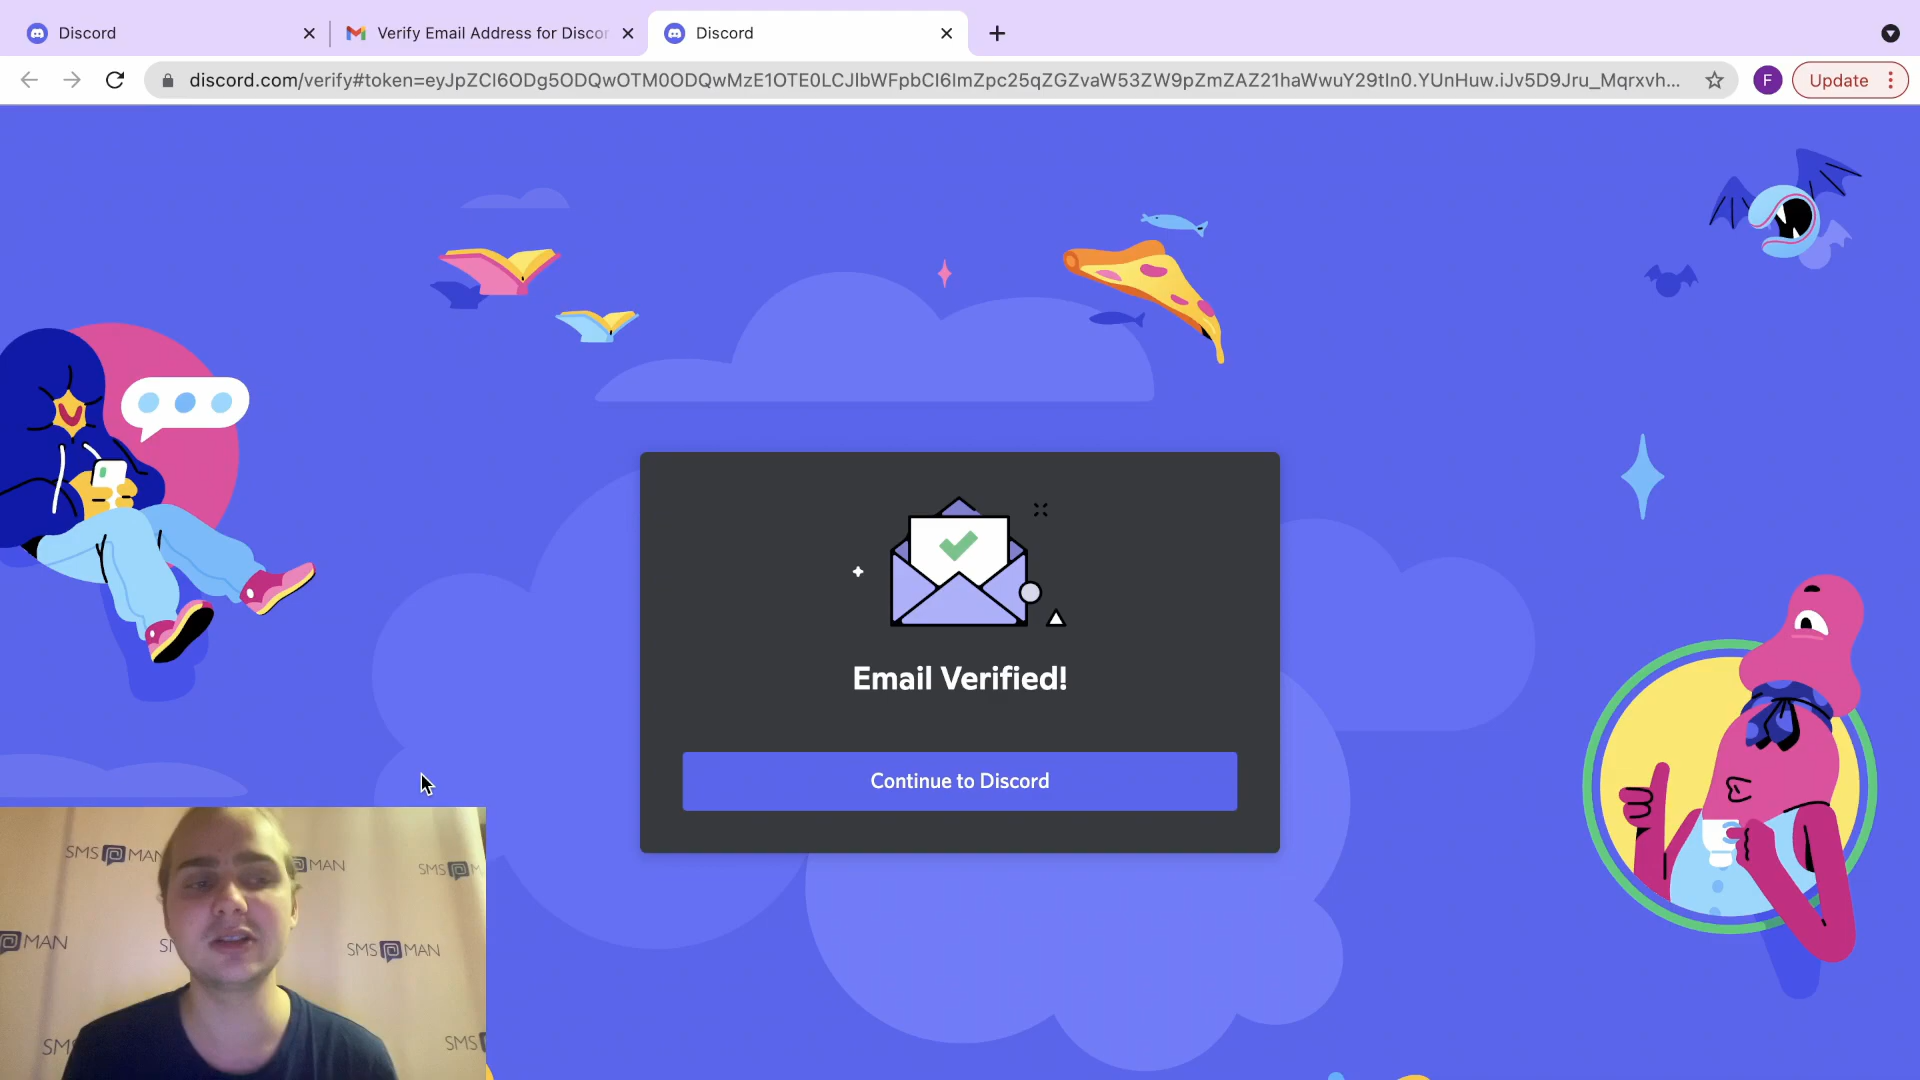 Discord
Verify Email Address for Discor
Discord
discord.com/verify#token=eyJpZCI6ODg5ODQwOTM0ODQwMzE1OTE0LCJlbWFpbCI6ImZpc25qZGZvaW53ZW9pZmZAZ21haWwuY29tIn0.YUnHuw.iJv5D9Jru_Mqrxvh...
F
Update
Email Verified!
Continue to Discord
SMS MAN
MAN
SMS M
MAN
SM
SMS MAN
SMS
SMS